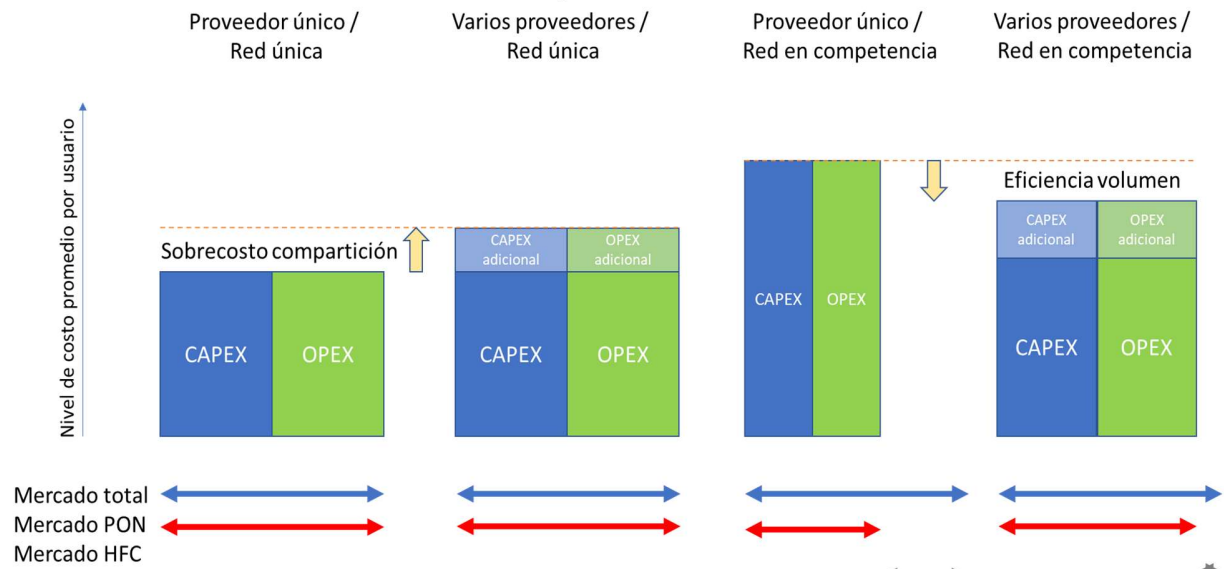 Proveedor único /
Red única
Varios proveedores /
Red única
Proveedor único /
Red en competencia
Varios proveedores /
Red en competencia
Nivel de costo promedio por usuario
Sobrecosto compartición
CAPEX
OPEX
CAPEX
adicional
OPEX
adicional
CAPEX
OPEX
CAPEX
OPEX
Eficiencia volumen
CAPEX
adicional
OPEX
adicional
CAPEX
OPEX
Mercado total
Mercado PON
Mercado HFC